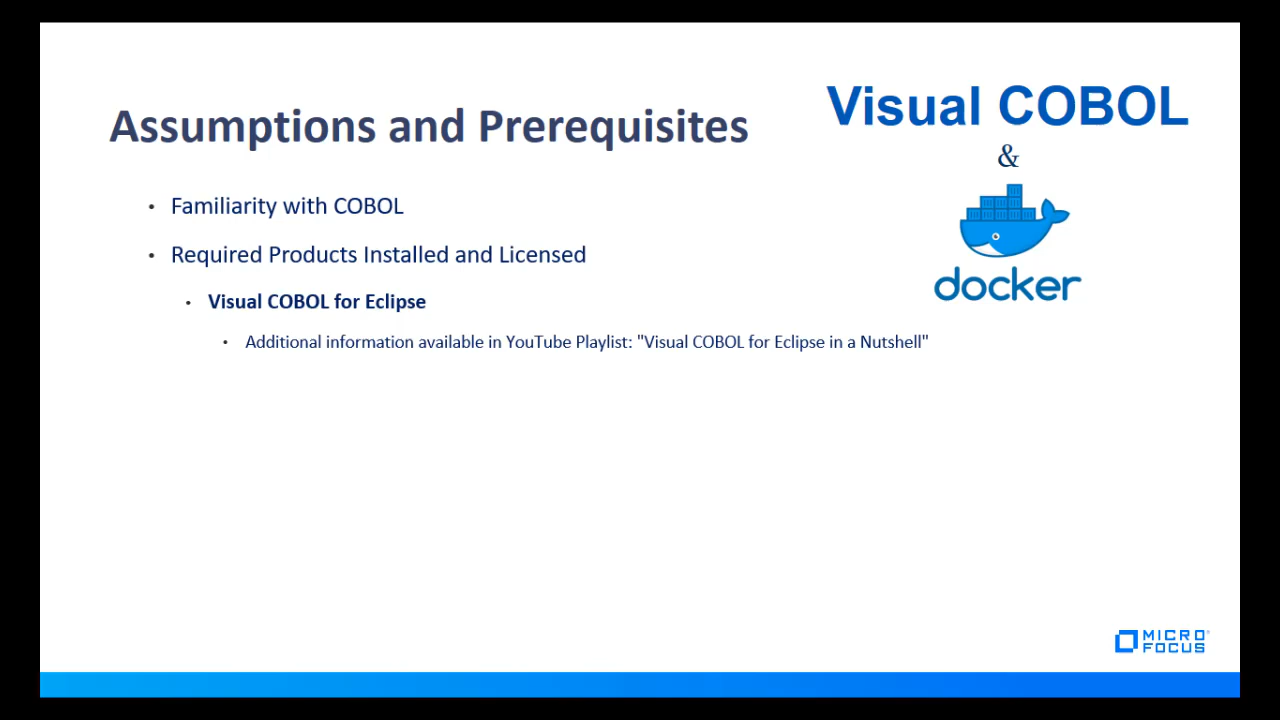 Assumptions and Prerequisites
Visual COBOL
&
docker
• Familiarity with COBOL
• Required Products Installed and Licensed
• Visual COBOL for Eclipse
• Additional information available in YouTube Playlist: "Visual COBOL for Eclipse in a Nutshell"
MICRO
FOCUS